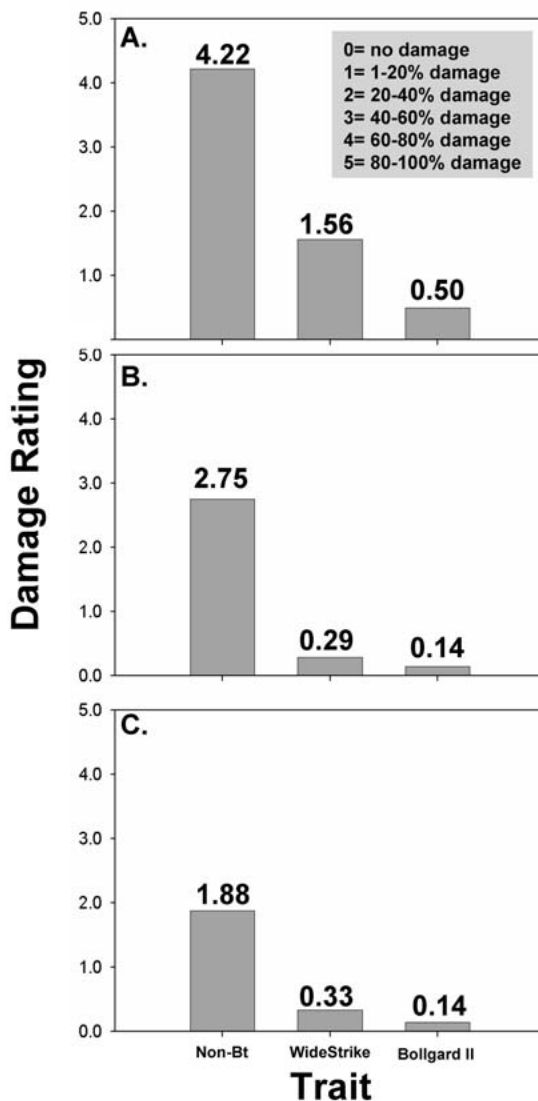 Damage Rating
A.
5.0
4.0
3.0
2.0
1.0
4.22
1.56
0.50
0= no damage
1= 1-20% damage
2= 20-40% damage
3= 40-60% damage
4= 60-80% damage
5= 80-100% damage
B.
5.0
4.0
3.0
2.0
1.0
0.0
2.75
0.29
0.14
C.
5.0
4.0
3.0
2.0
1.0
0.0
1.88
0.33
0.14
Non-Bt WideStrike Bollgard II
Trait